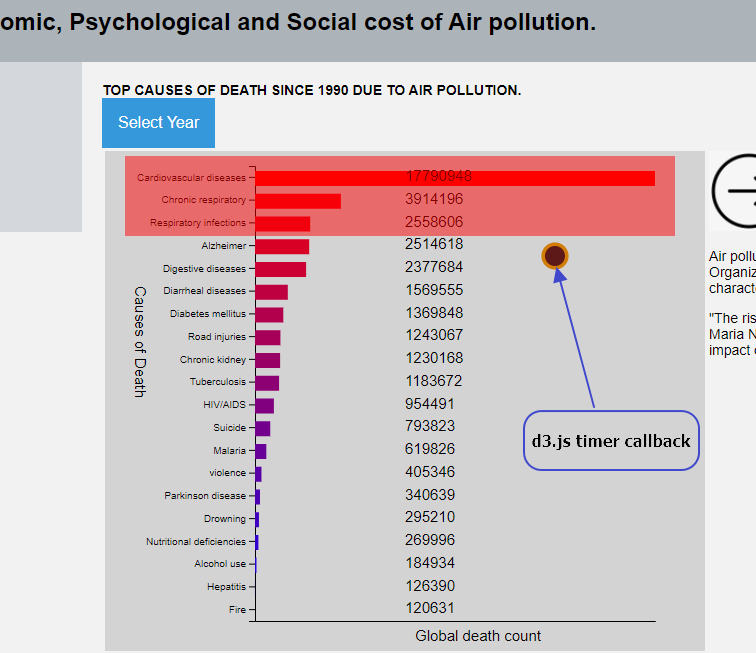 omic, Psychological and Social cost of Air pollution.
TOP CAUSES OF DEATH SINCE 1990 DUE TO AIR POLLUTION.
Select Year
Cardiovascular diseases 17790948
Chronic respiratory 3914196
Respiratory infections 2558606
Alzheimer 2514618
Digestive diseases 2377684
Diarrheal diseases 1569555
Diabetes mellitus 1369848
Road injuries 1243067
Chronic kidney 1230168
Tuberculosis 1183672
HIV/AIDS 954491
Suicide 793823
Malaria 619826
violence 405346
Parkinson disease 340639
Drowning 295210
Nutritional deficiencies 269996
Alcohol use 184934
Hepatitis 126390
Fire 120631
Causes of Death
Global death count
d3.js timer callback
Air pollu
Organiz
charact
"The ris
Maria N
impact